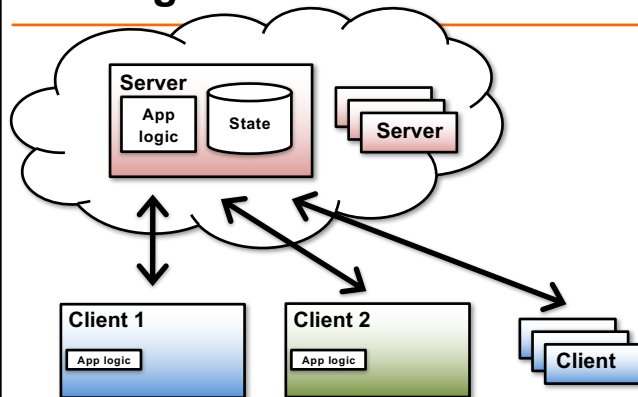 Server
App
logic
State
Server
Client 1
App logic
Client 2
App logic
Client